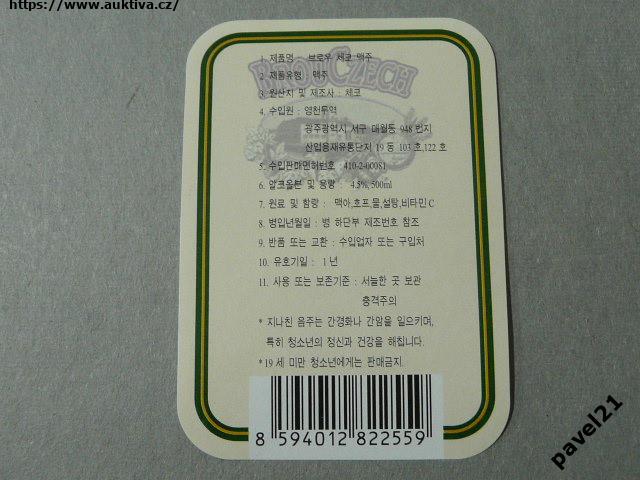 https://www.auktiva.cz/
BROUCZECH
1. 제품명 : 브로우 체코 맥주
2. 제품유형 : 맥주
3. 원산지 및 제조사 : 체코
4. 수입원 : 영천무역
광주광역시 서구 매월동 948 번지
산업용재유통단지 19 동 103 호,122 호
5. 수입판매면허번호 : 410-2-00081
6. 알코올분 및 용량 : 4.5%, 500ml
7. 원료 및 함량 : 맥아,호프,물,설탕,비타민C
8. 병입년월일 : 병 하단부 제조번호 참조
9. 반품 또는 교환 : 수입업자 또는 구입처
10. 유호기일 : 1 년
11. 사용 또는 보존기준 : 서늘한 곳 보관
충격주의
* 지나친 음주는 간경화나 간암을 일으키며,
특히 청소년의 정신과 건강을 해칩니다.
* 19 세 미만 청소년에게는 판매금지.
8 594012 822559
pavel21